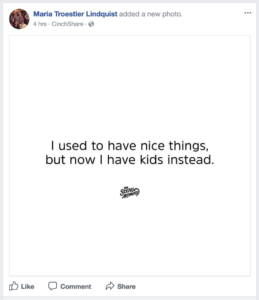 Maria Troestler Lindquist added a new photo.
4 hrs · CinchShare ·
I used to have nice things,
but now I have kids instead.
Like Comment Share